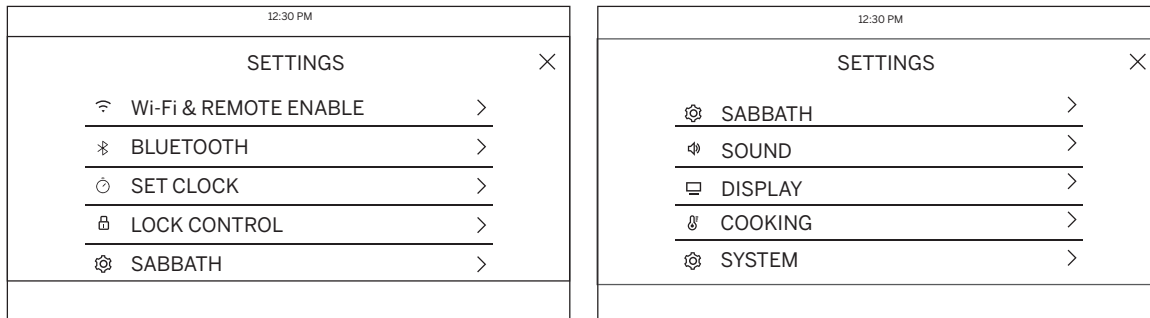 12:30 PM
SETTINGS
Wi-Fi & REMOTE ENABLE
BLUETOOTH
SET CLOCK
LOCK CONTROL
SABBATH
12:30 PM
SETTINGS
SABBATH
SOUND
DISPLAY
COOKING
SYSTEM